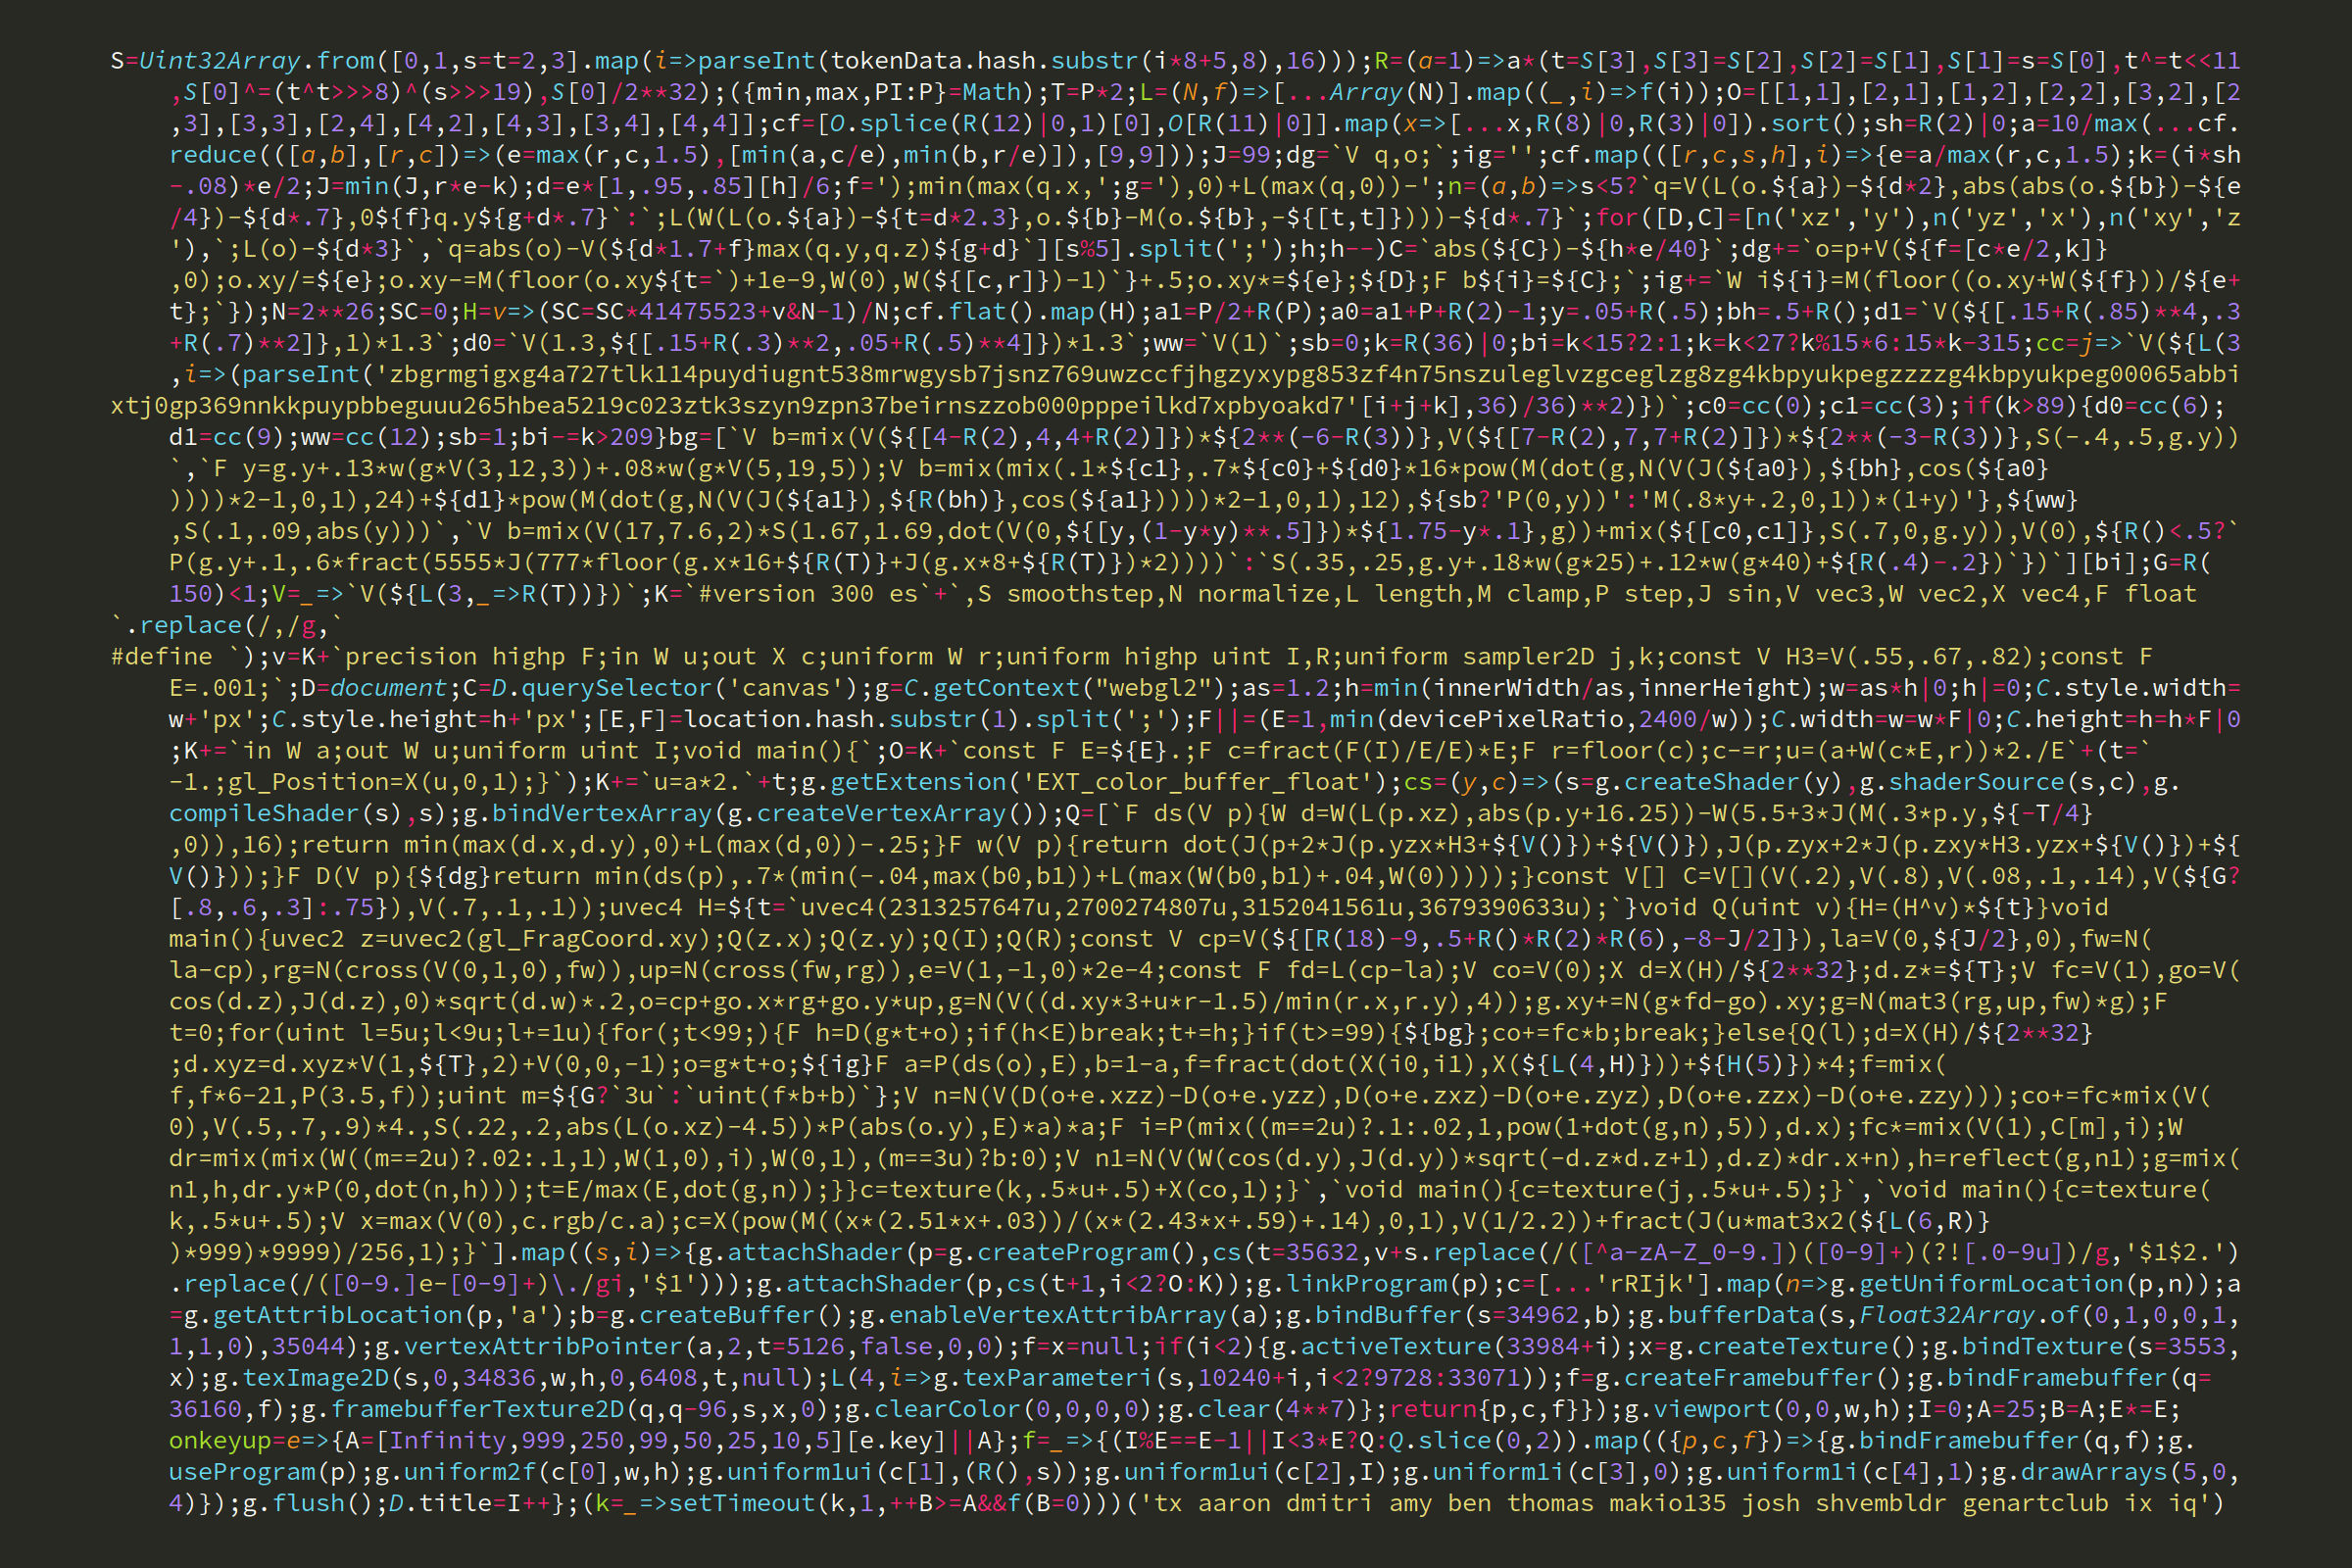 S=Uint32Array.from([0,1,s=t=2,3].map(i=>parseInt(tokenData.hash.substr(i*8+5,8),16)));R=(a=1)=>a*(t=S[3],S[3]=S[2],S[2]=S[1],S[1]=s=S[0],t^=t<<11
,S[0]^=(t^t>>>8)^(s>>>19),S[0]/2**32);({min,max,PI:P}=Math);T=P*2;L=(N,f)=>[...Array(N)].map((_,i)=>f(i));O=[[1,1],[2,1],[1,2],[2,2],[3,2],[2
,3],[3,3],[2,4],[4,2],[4,3],[3,4],[4,4]];cf=[O.splice(R(12)|0,1)[0],O[R(11)|0]].map(x=>[...x,R(8)|0,R(3)|0]).sort();sh=R(2)|0;a=10/max(...cf.
reduce(([a,b],[r,c])=>(e=max(r,c,1.5),[min(a,c/e),min(b,r/e)]),[9,9]));J=99;dg=`V q,o;`;ig='';cf.map(([r,c,s,h],i)=>{e=a/max(r,c,1.5);k=(i*sh
-.08)*e/2;J=min(J,r*e-k);d=e*[1,.95,.85][h]/6;f=');min(max(q.x,';g='),0)+L(max(q,0))-';n=(a,b)=>s<5?`q=V(L(o.${a})-${d*2},abs(abs(o.${b})-${e
/4})-${d*.7},0${f}q.y${g+d*.7}`:`;L(W(L(o.${a})-${t=d*2.3},o.${b}-M(o.${b},-${[t,t]})))-${d*.7}`;for([D,C]=[n('xz','y'),n('yz','x'),n('xy','z
'),`;L(o)-${d*3}`,`q=abs(o)-V(${d*1.7+f}max(q.y,q.z)${g+d}`][s%5].split(';');h;h--)C=`abs(${C})-${h*e/40}`;dg+=`o=p+V(${f=[c*e/2,k]}
,0);o.xy/=${e};o.xy-=M(floor(o.xy${t=`)+1e-9,W(0),W(${[c,r]})-1)`}+.5;o.xy*=${e};${D};F b${i}=${C};`;ig+=`W i${i}=M(floor((o.xy+W(${f}))/${e+
t};`});N=2**26;SC=0;H=v=>(SC=SC*41475523+v&N-1)/N;cf.flat().map(H);a1=P/2+R(P);a0=a1+P+R(2)-1;y=.05+R(.5);bh=.5+R();d1=`V(${[.15+R(.85)**4,.3
+R(.7)**2]},1)*1.3`;d0=`V(1.3,${[.15+R(.3)**2,.05+R(.5)**4]})*1.3`;ww=`V(1)`;sb=0;k=R(36)|0;bi=k<15?2:1;k=k<27?k%15*6:15*k-315;cc=j=>`V(${L(3
,i=>(parseInt('zbgrmgigxg4a727tlk114puydiugnt538mrwgysb7jsnz769uwzccfjhgzyxypg853zf4n75nszuleglvzgceglzg8zg4kbpyukpegzzzzg4kbpyukpeg00065abbi
xtj0gp369nnkkpuypbbeguuu265hbea5219c023ztk3szyn9zpn37beirnszzob000pppeilkd7xpbyoakd7'[i+j+k],36)/36)**2)})`;c0=cc(0);c1=cc(3);if(k>89){d0=cc(6);
d1=cc(9);ww=cc(12);sb=1;bi-=k>209}bg=[`V b=mix(V(${[4-R(2),4,4+R(2)]})*${2**(-6-R(3))},V(${[7-R(2),7,7+R(2)]})*${2**(-3-R(3))},S(-.4,.5,g.y))
`,`F y=g.y+.13*w(g*V(3,12,3))+.08*w(g*V(5,19,5));V b=mix(mix(.1*${c1},.7*${c0}+${d0}*16*pow(M(dot(g,N(V(J(${a0}),${bh},cos(${a0}
))))*2-1,0,1),24)+${d1}*pow(M(dot(g,N(V(J(${a1}),${R(bh)},cos(${a1}))))*2-1,0,1),12),${sb?'P(0,y))':'M(.8*y+.2,0,1))*(1+y)'},${ww}
,S(.1,.09,abs(y)))`,`V b=mix(V(17,7.6,2)*S(1.67,1.69,dot(V(0,${[y,(1-y*y)**.5]})*${1.75-y*.1},g))+mix(${[c0,c1]},S(.7,0,g.y)),V(0),${R()<.5?`
P(g.y+.1,.6*fract(5555*J(777*floor(g.x*16+${R(T)}+J(g.x*8+${R(T)})*2))))`:`S(.35,.25,g.y+.18*w(g*25)+.12*w(g*40)+${R(.4)-.2})`})`][bi];G=R(
150)<1;V=_=>`V(${L(3,_=>R(T))})`;K=`#version 300 es`+`,S smoothstep,N normalize,L length,M clamp,P step,J sin,V vec3,W vec2,X vec4,F float
`.replace(/,/g,`
#define `);v=K+`precision highp F;in W u;out X c;uniform W r;uniform highp uint I,R;uniform sampler2D j,k;const V H3=V(.55,.67,.82);const F
E=.001;`;D=document;C=D.querySelector('canvas');g=C.getContext("webgl2");as=1.2;h=min(innerWidth/as,innerHeight);w=as*h|0;h|=0;C.style.width=
w+'px';C.style.height=h+'px';[E,F]=location.hash.substr(1).split(';');F||=(E=1,min(devicePixelRatio,2400/w));C.width=w=w*F|0;C.height=h=h*F|0
;K+=`in W a;out W u;uniform uint I;void main(){`;O=K+`const F E=${E}.;F c=fract(F(I)/E/E)*E;F r=floor(c);c-=r;u=(a+W(c*E,r))*2./E`+(t=`
-1.;gl_Position=X(u,0,1);}`);K+=`u=a*2.`+t;g.getExtension('EXT_color_buffer_float');cs=(y,c)=>(s=g.createShader(y),g.shaderSource(s,c),g.
compileShader(s),s);g.bindVertexArray(g.createVertexArray());Q=[`F ds(V p){W d=W(L(p.xz),abs(p.y+16.25))-W(5.5+3*J(M(.3*p.y,${-T/4}
,0)),16);return min(max(d.x,d.y),0)+L(max(d,0))-.25;}F w(V p){return dot(J(p+2*J(p.yzx*H3+${V()})+${V()}),J(p.zyx+2*J(p.zxy*H3.yzx+${V()})+${
V()}));}F D(V p){${dg}return min(ds(p),.7*(min(-.04,max(b0,b1))+L(max(W(b0,b1)+.04,W(0)))));}const V[] C=V[](V(.2),V(.8),V(.08,.1,.14),V(${G?
[.8,.6,.3]:.75}),V(.7,.1,.1));uvec4 H=${t=`uvec4(2313257647u,2700274807u,3152041561u,3679390633u);`}void Q(uint v){H=(H^v)*${t}}void
main(){uvec2 z=uvec2(gl_FragCoord.xy);Q(z.x);Q(z.y);Q(I);Q(R);const V cp=V(${[R(18)-9,.5+R()*R(2)*R(6),-8-J/2]}),la=V(0,${J/2},0),fw=N(
la-cp),rg=N(cross(V(0,1,0),fw)),up=N(cross(fw,rg)),e=V(1,-1,0)*2e-4;const F fd=L(cp-la);V co=V(0);X d=X(H)/${2**32};d.z*=${T};V fc=V(1),go=V(
cos(d.z),J(d.z),0)*sqrt(d.w)*.2,o=cp+go.x*rg+go.y*up,g=N(V((d.xy*3+u*r-1.5)/min(r.x,r.y),4));g.xy+=N(g*fd-go).xy;g=N(mat3(rg,up,fw)*g);F
t=0;for(uint l=5u;l<9u;l+=1u){for(;t<99;){F h=D(g*t+o);if(h<E)break;t+=h;}if(t>=99){${bg};co+=fc*b;break;}else{Q(l);d=X(H)/${2**32}
;d.xyz=d.xyz*V(1,${T},2)+V(0,0,-1);o=g*t+o;${ig}F a=P(ds(o),E),b=1-a,f=fract(dot(X(i0,i1),X(${L(4,H)}))+${H(5)})*4;f=mix(
f,f*6-21,P(3.5,f));uint m=${G?`3u`:`uint(f*b+b)`};V n=N(V(D(o+e.xzz)-D(o+e.yzz),D(o+e.zxz)-D(o+e.zyz),D(o+e.zzx)-D(o+e.zzy)));co+=fc*mix(V(
0),V(.5,.7,.9)*4.,S(.22,.2,abs(L(o.xz)-4.5))*P(abs(o.y),E)*a)*a;F i=P(mix((m==2u)?.1:.02,1,pow(1+dot(g,n),5)),d.x);fc*=mix(V(1),C[m],i);W
dr=mix(mix(W((m==2u)?.02:.1,1),W(1,0),i),W(0,1),(m==3u)?b:0);V n1=N(V(W(cos(d.y),J(d.y))*sqrt(-d.z*d.z+1),d.z)*dr.x+n),h=reflect(g,n1);g=mix(
n1,h,dr.y*P(0,dot(n,h)));t=E/max(E,dot(g,n));}}c=texture(k,.5*u+.5)+X(co,1);}`,`void main(){c=texture(j,.5*u+.5);}`,`void main(){c=texture(
k,.5*u+.5);V x=max(V(0),c.rgb/c.a);c=X(pow(M((x*(2.51*x+.03))/(x*(2.43*x+.59)+.14),0,1),V(1/2.2))+fract(J(u*mat3x2(${L(6,R)}
)*999)*9999)/256,1);}`].map((s,i)=>{g.attachShader(p=g.createProgram(),cs(t=35632,v+s.replace(/([^a-zA-Z_0-9.])([0-9]+)(?![.0-9u])/g,'$1$2.')
.replace(/([0-9.]e-[0-9]+)\./gi,'$1')));g.attachShader(p,cs(t+1,i<2?O:K));g.linkProgram(p);c=[...'rRIjk'].map(n=>g.getUniformLocation(p,n));a
=g.getAttribLocation(p,'a');b=g.createBuffer();g.enableVertexAttribArray(a);g.bindBuffer(s=34962,b);g.bufferData(s,Float32Array.of(0,1,0,0,1,
1,1,0),35044);g.vertexAttribPointer(a,2,t=5126,false,0,0);f=x=null;if(i<2){g.activeTexture(33984+i);x=g.createTexture();g.bindTexture(s=3553,
x);g.texImage2D(s,0,34836,w,h,0,6408,t,null);L(4,i=>g.texParameteri(s,10240+i,i<2?9728:33071));f=g.createFramebuffer();g.bindFramebuffer(q=
36160,f);g.framebufferTexture2D(q,q-96,s,x,0);g.clearColor(0,0,0,0);g.clear(4**7)};return{p,c,f}});g.viewport(0,0,w,h);I=0;A=25;B=A;E*=E;
onkeyup=e=>{A=[Infinity,999,250,99,50,25,10,5][e.key]||A};f=_=>{(I%E==E-1||I<3*E?Q:Q.slice(0,2)).map(({p,c,f})=>{g.bindFramebuffer(q,f);g.
useProgram(p);g.uniform2f(c[0],w,h);g.uniform1ui(c[1],(R(),s));g.uniform1ui(c[2],I);g.uniform1i(c[3],0);g.uniform1i(c[4],1);g.drawArrays(5,0,
4)});g.flush();D.title=I++};(k=_=>setTimeout(k,1,++B>=A&&f(B=0)))('tx aaron dmitri amy ben thomas makio135 josh shvembldr genartclub ix iq')